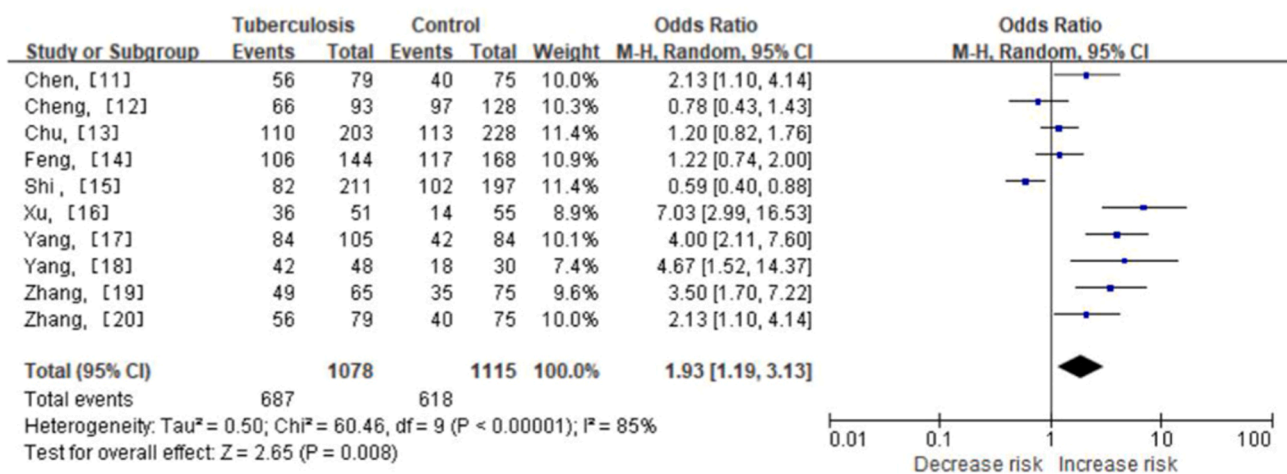 Tuberculosis Control Odds Ratio Odds Ratio
Study or Subgroup Events Total Events Total Weight M-H, Random, 95% CI M-H, Random, 95% CI
Chen, [11] 56 79 40 75 10.0% 2.13 [1.10, 4.14]
Cheng, [12] 66 93 97 128 10.3% 0.78 [0.43, 1.43]
Chu, [13] 110 203 113 228 11.4% 1.20 [0.82, 1.76]
Feng, [14] 106 144 117 168 10.9% 1.22 [0.74, 2.00]
Shi , [15] 82 211 102 197 11.4% 0.59 [0.40, 0.88]
Xu, [16] 36 51 14 55 8.9% 7.03 [2.99, 16.53]
Yang, [17] 84 105 42 84 10.1% 4.00 [2.11, 7.60]
Yang, [18] 42 48 18 30 7.4% 4.67 [1.52, 14.37]
Zhang, [19] 49 65 35 75 9.6% 3.50 [1.70, 7.22]
Zhang, [20] 56 79 40 75 10.0% 2.13 [1.10, 4.14]
Total (95% CI) 1078 1115 100.0% 1.93 [1.19, 3.13]
Total events 687 618
Heterogeneity: Tau² = 0.50; Chi² = 60.46, df = 9 (P < 0.00001); I² = 85%
Test for overall effect: Z = 2.65 (P = 0.008)
0.01 0.1 1 10 100
Decrease risk Increase risk